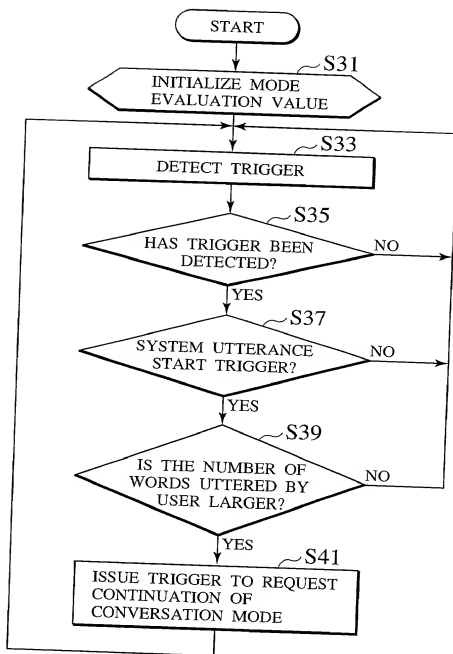 START
S31
INITIALIZE MODE
EVALUATION VALUE
S33
DETECT TRIGGER
S35
HAS TRIGGER BEEN
DETECTED?
NO
YES
S37
SYSTEM UTTERANCE
START TRIGGER?
NO
YES
S39
IS THE NUMBER OF
WORDS UTTERED BY
USER LARGER?
NO
YES
S41
ISSUE TRIGGER TO REQUEST
CONTINUATION OF
CONVERSATION MODE